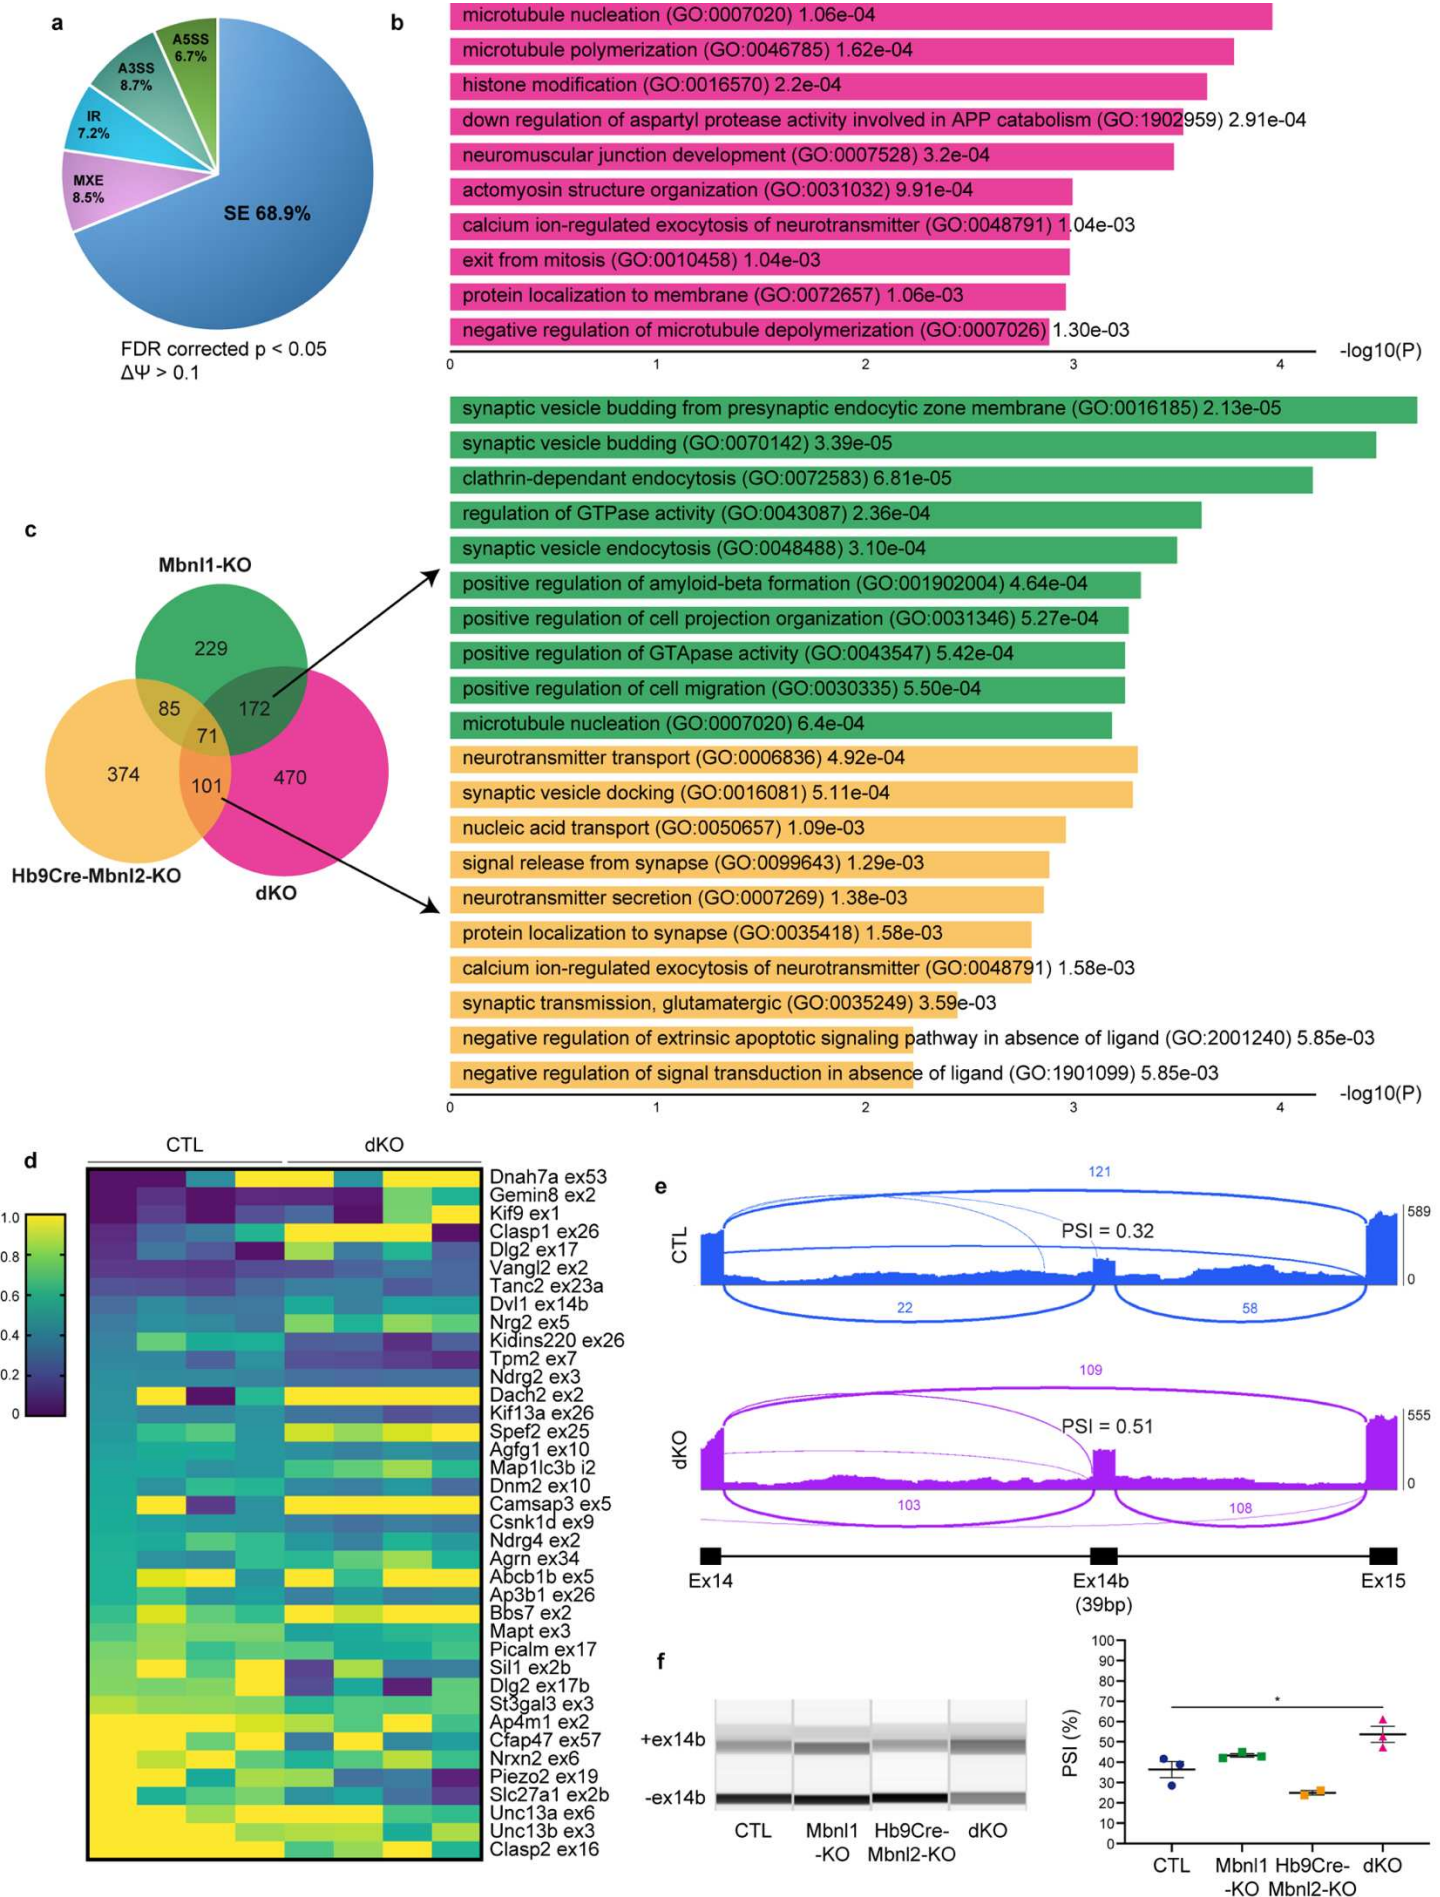 a
A5SS
6.7%
A3SS
8.7%
IR
7.2%
MXE
8.5%
SE 68.9%
FDR corrected p < 0.05
ΔΨ > 0.1
b
microtubule nucleation (GO:0007020) 1.06e-04
microtubule polymerization (GO:0046785) 1.62e-04
histone modification (GO:0016570) 2.2e-04
down regulation of aspartyl protease activity involved in APP catabolism (GO:1902959) 2.91e-04
neuromuscular junction development (GO:0007528) 3.2e-04
actomyosin structure organization (GO:0031032) 9.91e-04
calcium ion-regulated exocytosis of neurotransmitter (GO:0048791) 1.04e-03
exit from mitosis (GO:0010458) 1.04e-03
protein localization to membrane (GO:0072657) 1.06e-03
negative regulation of microtubule depolymerization (GO:0007026) 1.30e-03
0 1 2 3 4 -log10(P)
synaptic vesicle budding from presynaptic endocytic zone membrane (GO:0016185) 2.13e-05
synaptic vesicle budding (GO:0070142) 3.39e-05
clathrin-dependant endocytosis (GO:0072583) 6.81e-05
regulation of GTPase activity (GO:0043087) 2.36e-04
synaptic vesicle endocytosis (GO:0048488) 3.10e-04
positive regulation of amyloid-beta formation (GO:001902004) 4.64e-04
positive regulation of cell projection organization (GO:0031346) 5.27e-04
positive regulation of GTApase activity (GO:0043547) 5.42e-04
positive regulation of cell migration (GO:0030335) 5.50e-04
microtubule nucleation (GO:0007020) 6.4e-04
neurotransmitter transport (GO:0006836) 4.92e-04
synaptic vesicle docking (GO:0016081) 5.11e-04
nucleic acid transport (GO:0050657) 1.09e-03
signal release from synapse (GO:0099643) 1.29e-03
neurotransmitter secretion (GO:0007269) 1.38e-03
protein localization to synapse (GO:0035418) 1.58e-03
calcium ion-regulated exocytosis of neurotransmitter (GO:0048791) 1.58e-03
synaptic transmission, glutamatergic (GO:0035249) 3.59e-03
negative regulation of extrinsic apoptotic signaling pathway in absence of ligand (GO:2001240) 5.85e-03
negative regulation of signal transduction in absence of ligand (GO:1901099) 5.85e-03
0 1 2 3 4 -log10(P)
c
Mbnl1-KO
229
85
172
71
374
101
470
Hb9Cre-Mbnl2-KO
dKO
d
CTL dKO
1.0
0.8
0.6
0.4
0.2
0
Dnah7a ex53
Gemin8 ex2
Kif9 ex1
Clasp1 ex26
Dlg2 ex17
Vangl2 ex2
Tanc2 ex23a
Dvl1 ex14b
Nrg2 ex5
Kidins220 ex26
Tpm2 ex7
Ndrg2 ex3
Dach2 ex2
Kif13a ex26
Spef2 ex25
Agfg1 ex10
Map1lc3b i2
Dnm2 ex10
Camsap3 ex5
Csnk1d ex9
Ndrg4 ex2
Agrn ex34
Abcb1b ex5
Ap3b1 ex26
Bbs7 ex2
Mapt ex3
Picalm ex17
Sil1 ex2b
Dlg2 ex17b
St3gal3 ex3
Ap4m1 ex2
Cfap47 ex57
Nrxn2 ex6
Piezo2 ex19
Slc27a1 ex2b
Unc13a ex6
Unc13b ex3
Clasp2 ex16
e
121
589
CTL
PSI = 0.32
0
22
58
109
555
dKO
PSI = 0.51
0
103
108
Ex14 Ex14b Ex15
(39bp)
f
+ex14b
-ex14b
CTL Mbnl1 Hb9Cre- dKO
-KO Mbnl2-KO
PSI (%)
100
90
80
70
60
50
40
30
20
10
0
*
CTL Mbnl1 Hb9Cre- dKO
-KO Mbnl2-KO